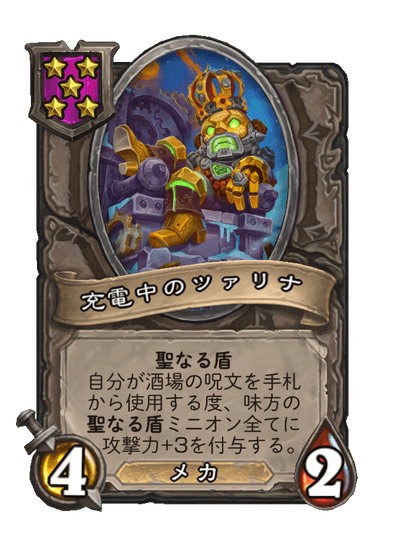 充電中のツァリナ
聖なる盾
自分が酒場の呪文を手札
から使用する度、味方の
聖なる盾ミニオン全てに
攻撃力+3を付与する。
4
メカ
2